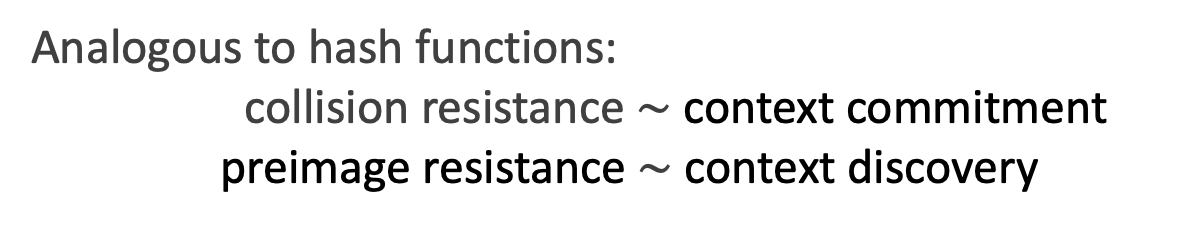 Analogous to hash functions:
collision resistance ~ context commitment
preimage resistance ~ context discovery